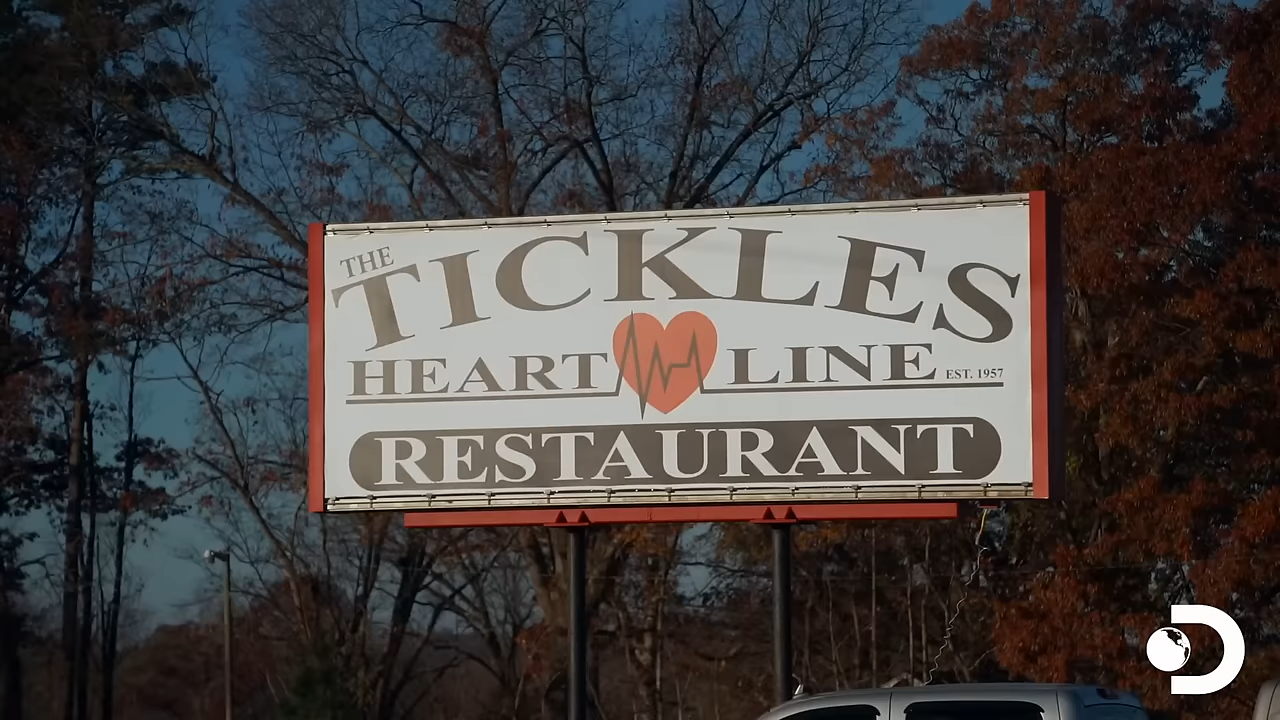 THE
TICKLES
HEART LINE EST. 1957
RESTAURANT